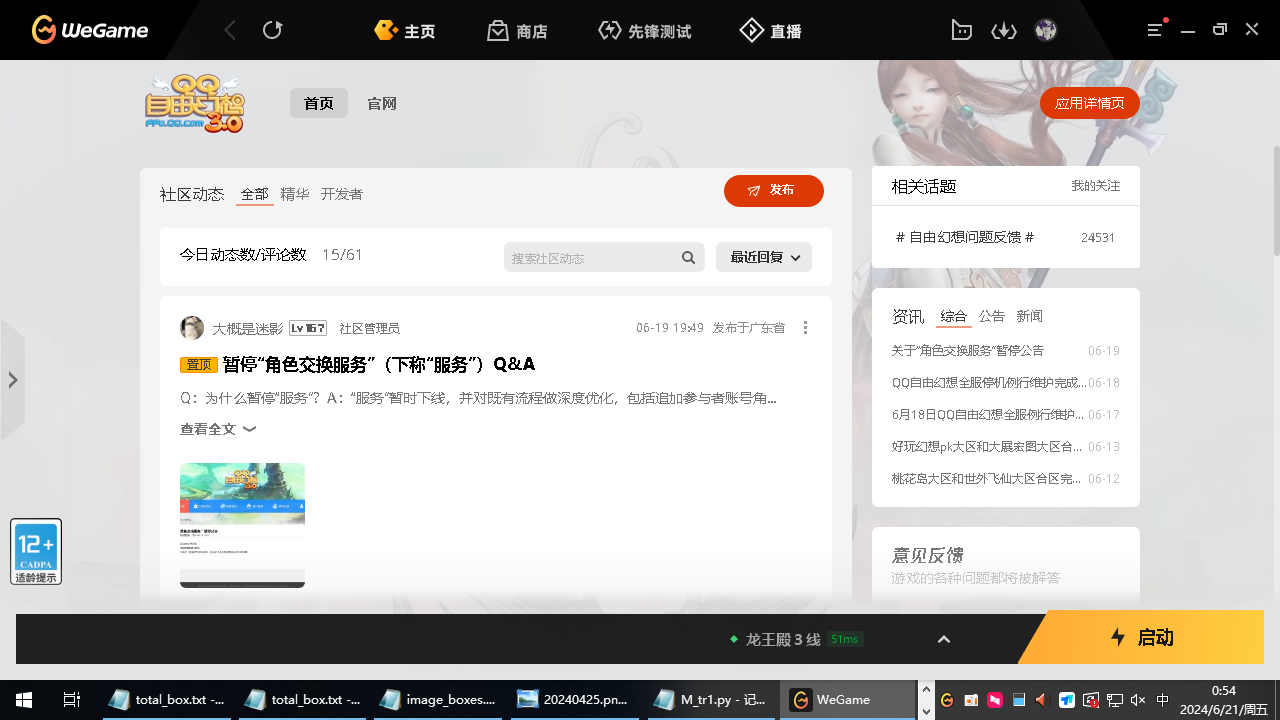 WeGame
主页
商店
先锋测试
直播
QQ
自由幻想
FFO.QQ.COM
3.0
首页
官网
应用详情页
社区动态 全部 精华 开发者
发布
今日动态数/评论数 15/61
搜索社区动态
最近回复
大概是迷影 Lv 167 社区管理员
06-19 19:49 发布于广东省
置顶 暂停“角色交换服务”（下称“服务”）Q&A
Q：为什么暂停“服务”？A：“服务”暂时下线，并对既有流程做深度优化，包括追加参与者账号角...
查看全文
相关话题 我的关注
# 自由幻想问题反馈 # 24531
资讯 综合 公告 新闻
关于“角色交换服务”暂停公告 06-19
QQ自由幻想全服停机例行维护完成... 06-18
6月18日QQ自由幻想全服例行维护... 06-17
好玩幻想pk大区和大展宏图大区合... 06-13
桃花岛大区和世外飞仙大区合区完... 06-12
意见反馈
游戏的各种问题都将被解答
12+
CADPA
适龄提示
龙王殿 3 线 51ms
启动
total_box.txt -...
total_box.txt -...
image_boxes....
20240425.pn...
M_tr1.py - 记...
WeGame
中
0:54
2024/6/21/周五